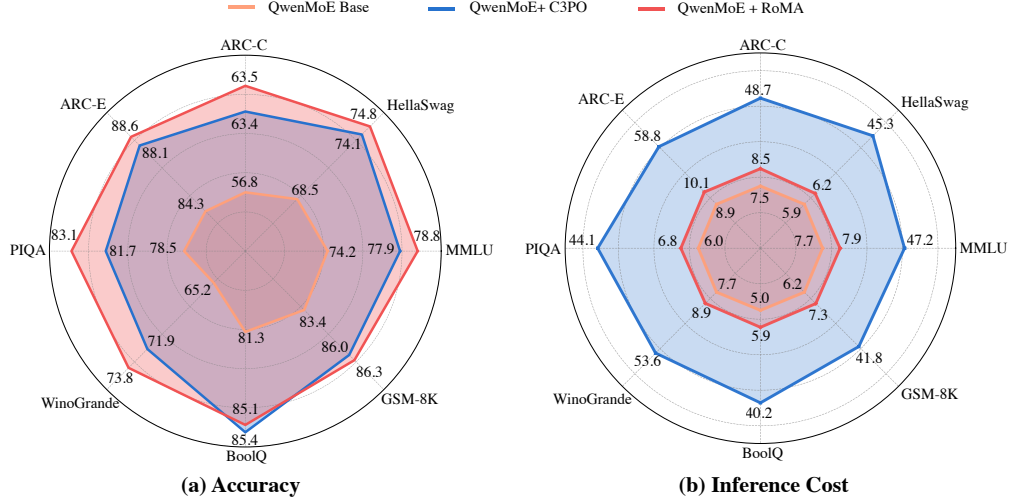 QwenMoE Base QwenMoE+ C3PO QwenMoE + RoMA
ARC-C
63.5
63.4
56.8
HellaSwag
74.8
74.1
68.5
MMLU
78.8
77.9
74.2
GSM-8K
86.3
86.0
83.4
BoolQ
85.4
85.1
81.3
WinoGrande
73.8
71.9
65.2
PIQA
83.1
81.7
78.5
ARC-E
88.6
88.1
84.3
(a) Accuracy
ARC-C
48.7
8.5
7.5
HellaSwag
45.3
6.2
5.9
MMLU
47.2
7.9
7.7
GSM-8K
41.8
7.3
6.2
BoolQ
40.2
5.9
5.0
WinoGrande
53.6
8.9
7.7
PIQA
44.1
6.8
6.0
ARC-E
58.8
10.1
8.9
(b) Inference Cost